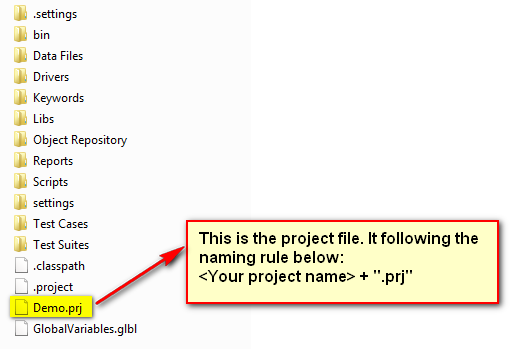 .settings
bin
Data Files
Drivers
Keywords
Libs
Object Repository
Reports
Scripts
settings
Test Cases
Test Suites
.classpath
.project
Demo.prj
GlobalVariables.glbl
This is the project file. It following the
naming rule below:
<Your project name> + ".prj"